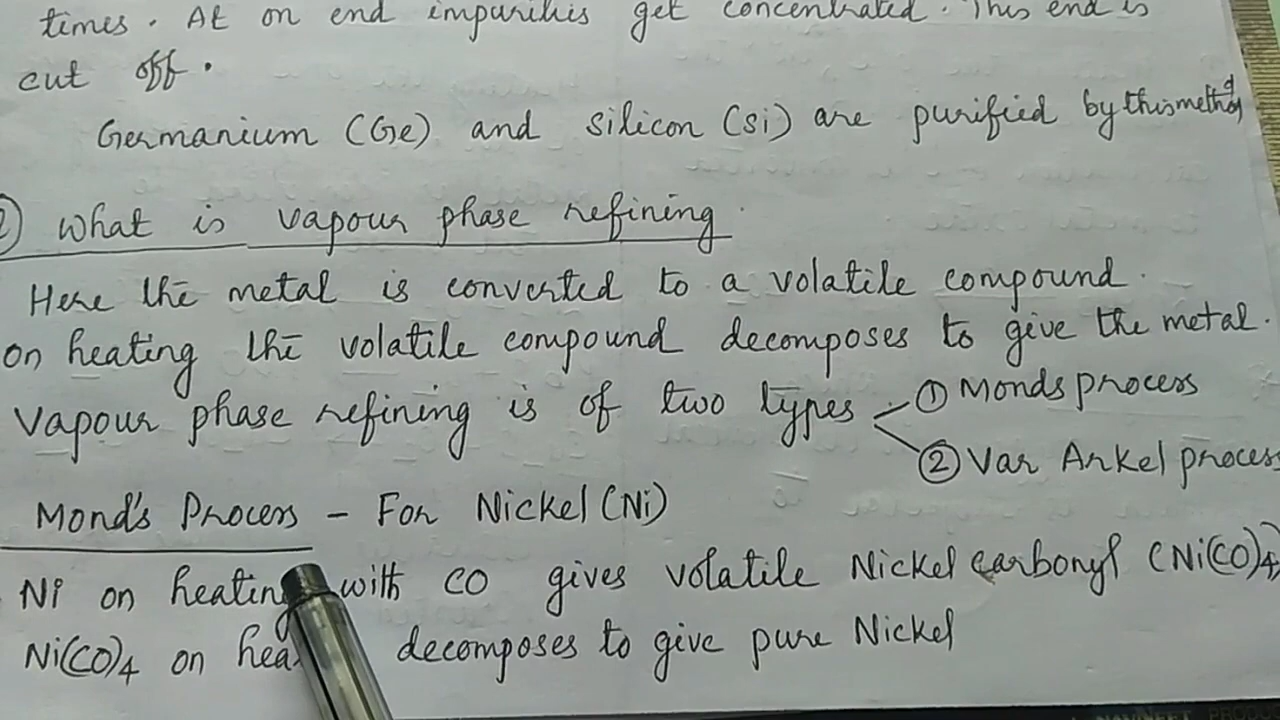 times. At on end impurities get concentrated. This end is
cut off.
Germanium (Ge) and silicon (Si) are purified by this method
What is vapour phase refining
Here the metal is converted to a volatile compound.
on heating the volatile compound decomposes to give the metal.
Vapour phase refining is of two types
① Monds process
② Var Arkel process
Mond's Process - For Nickel (Ni)
Ni on heating with CO gives volatile Nickel carbonyl (Ni(CO)4)
Ni(CO)4 on decomposes to give pure Nickel